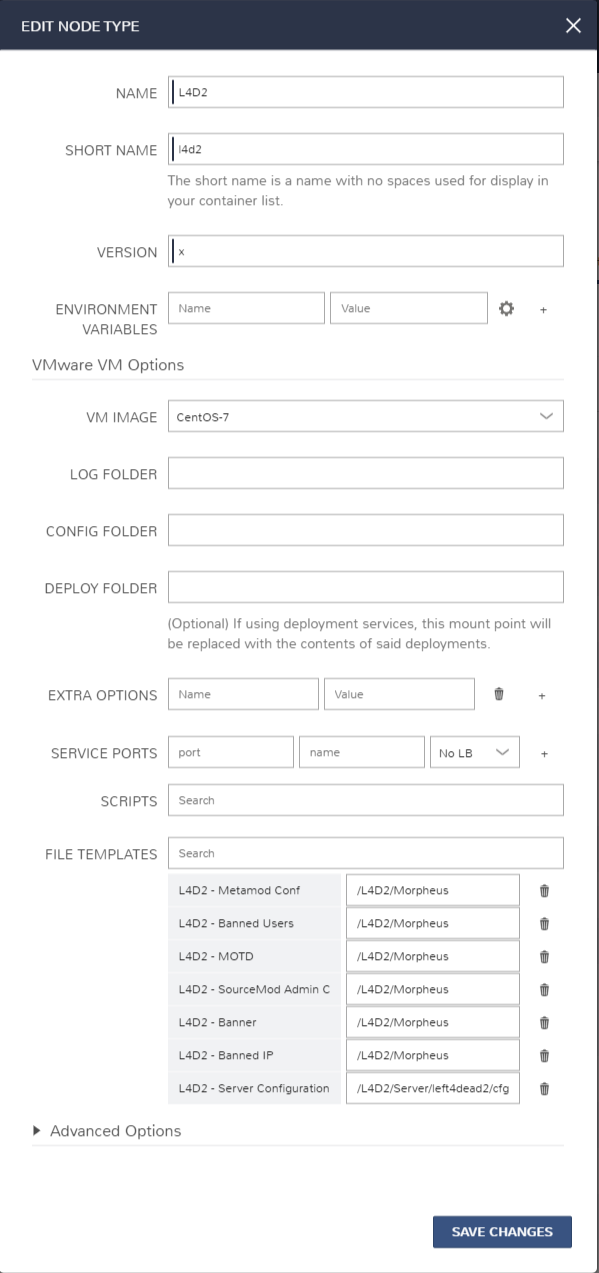 EDIT NODE TYPE
NAME L4D2
SHORT NAME l4d2
The short name is a name with no spaces used for display in
your container list.
VERSION x
ENVIRONMENT Name Value +
VARIABLES
VMware VM Options
VM IMAGE CentOS-7
LOG FOLDER
CONFIG FOLDER
DEPLOY FOLDER
(Optional) If using deployment services, this mount point will
be replaced with the contents of said deployments.
EXTRA OPTIONS Name Value +
SERVICE PORTS port name No LB +
SCRIPTS Search
FILE TEMPLATES Search
L4D2 - Metamod Conf /L4D2/Morpheus
L4D2 - Banned Users /L4D2/Morpheus
L4D2 - MOTD /L4D2/Morpheus
L4D2 - SourceMod Admin C /L4D2/Morpheus
L4D2 - Banner /L4D2/Morpheus
L4D2 - Banned IP /L4D2/Morpheus
L4D2 - Server Configuration /L4D2/Server/left4dead2/cfg
Advanced Options
SAVE CHANGES